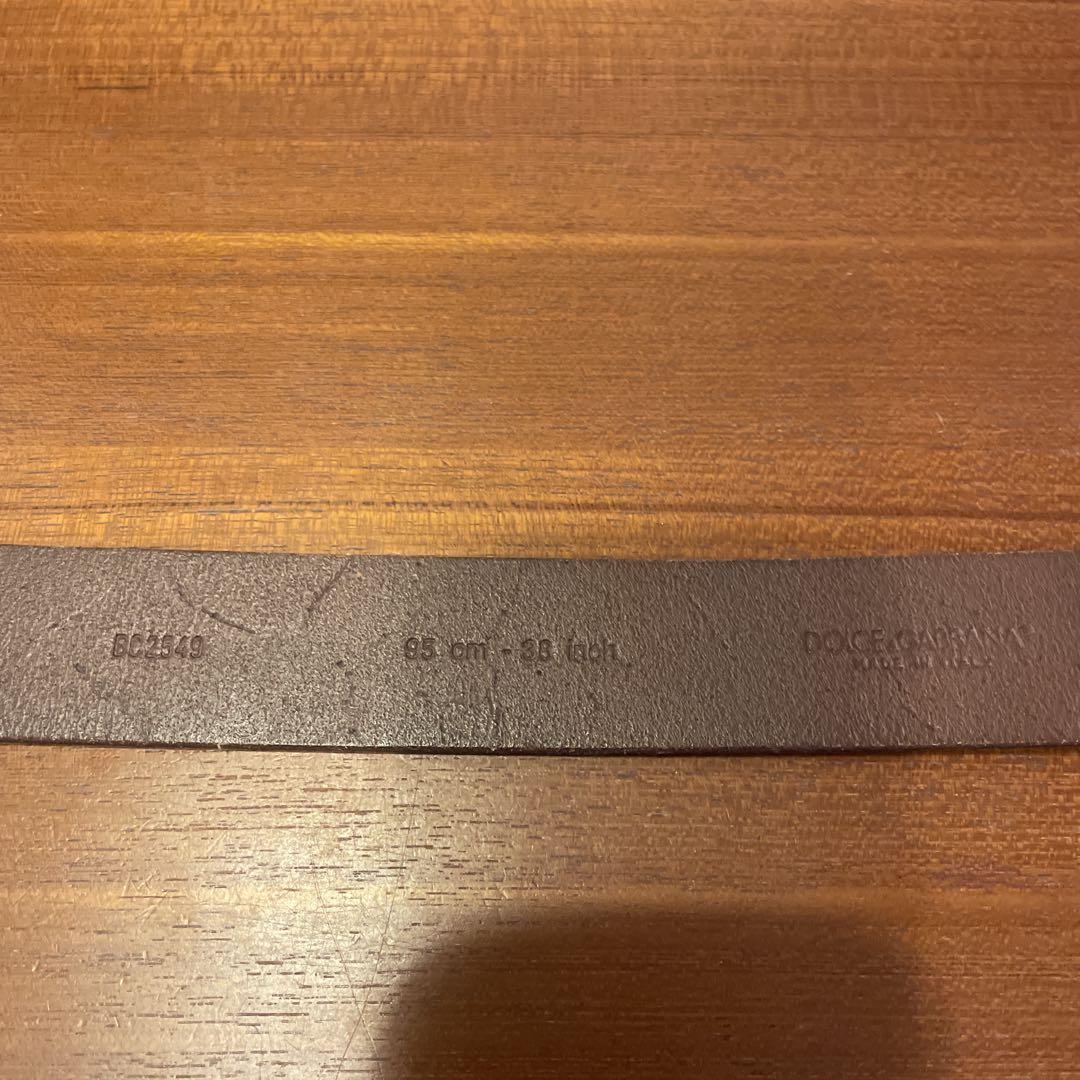 BC2549
95 cm - 38 inch
DOLCE & GABBANA
MADE IN ITALY